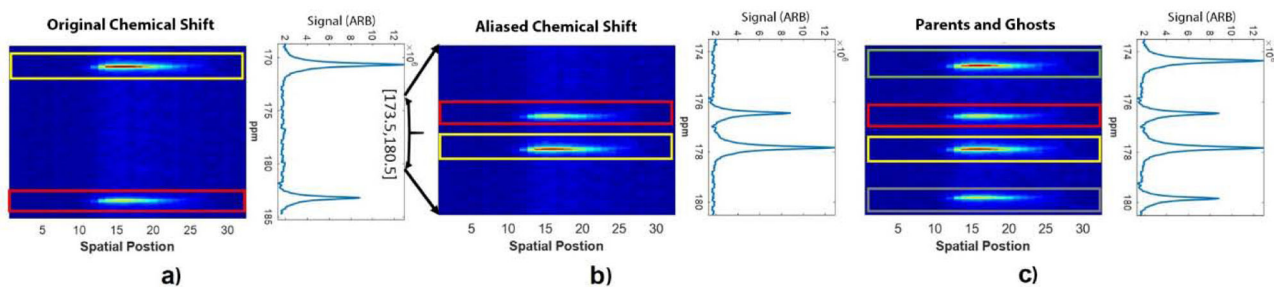 Original Chemical Shift
5 10 15 20 25 30
Spatial Postion
a)
Signal (ARB)
2 4 6 8 10 12
×10⁶
170
175
180
185
ppm
[173.5,180.5]
Aliased Chemical Shift
5 10 15 20 25 30
Spatial Postion
b)
Signal (ARB)
2 4 6 8 10 12
×10⁶
174
176
178
180
ppm
Parents and Ghosts
5 10 15 20 25 30
Spatial Postion
c)
Signal (ARB)
2 4 6 8 10 12
174
176
178
180
ppm